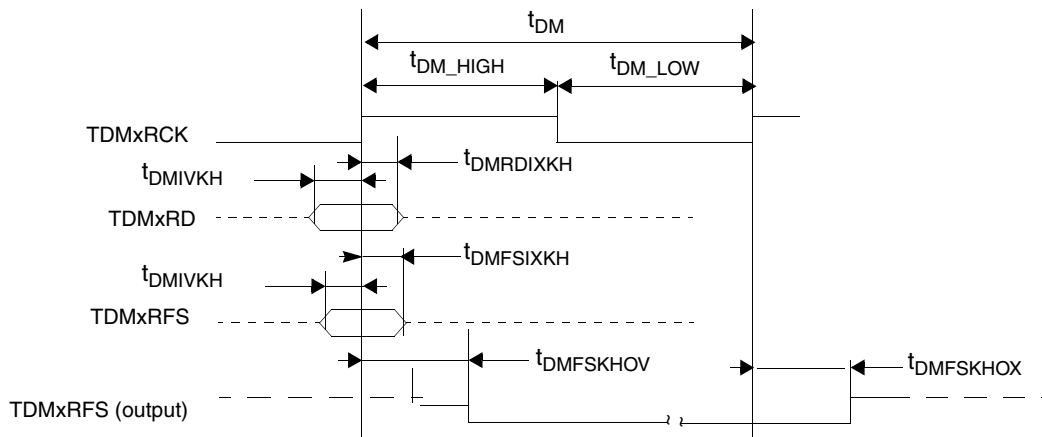 tDM
tDM_HIGH
tDM_LOW
TDMxRCK
tDMIVKH
tDMRDIXKH
TDMxRD
tDMIVKH
tDMFSIXKH
TDMxRFS
tDMFSKHOV
tDMFSKHOX
TDMxRFS (output)